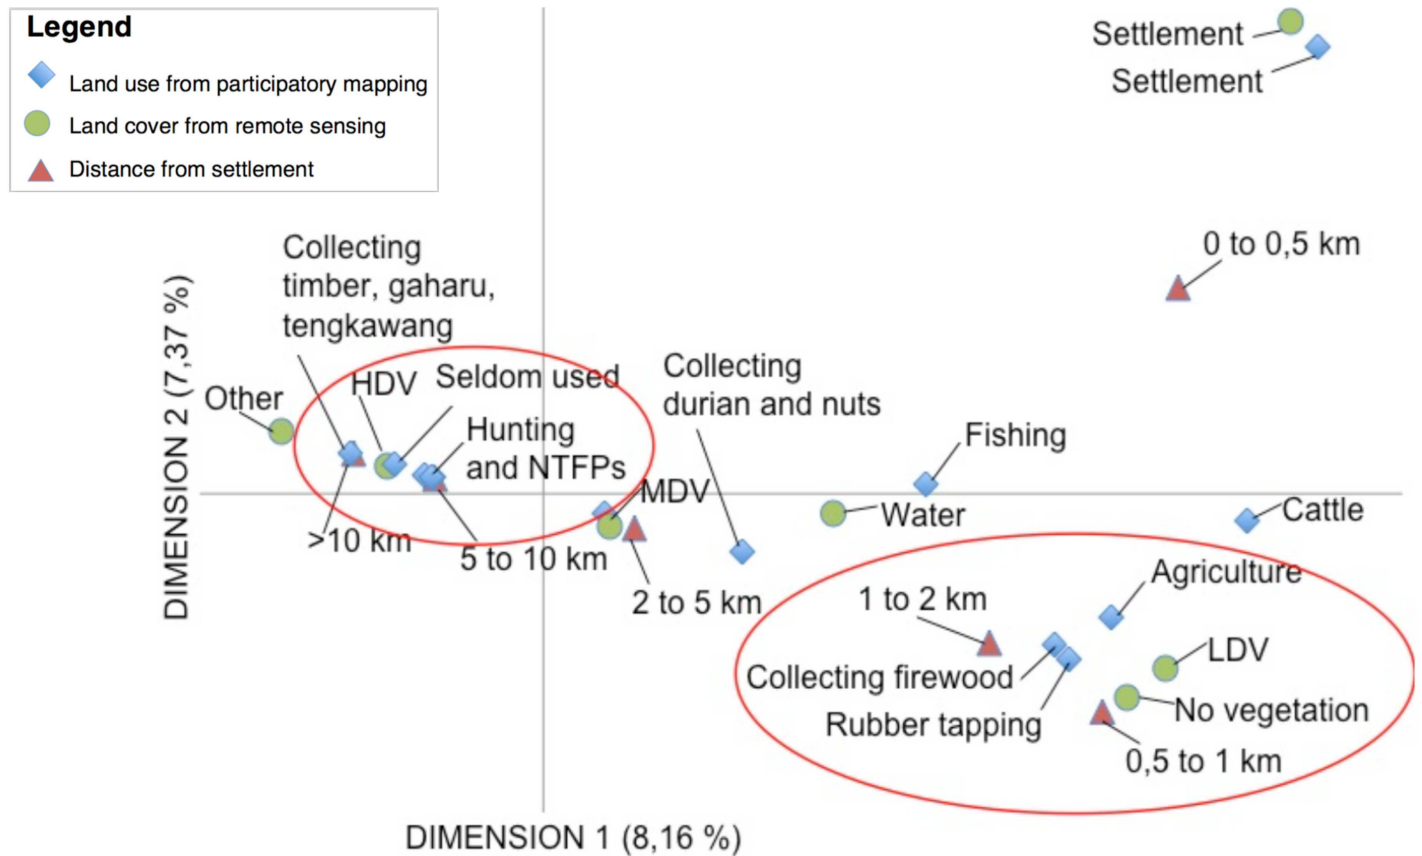 Legend
Land use from participatory mapping
Land cover from remote sensing
Distance from settlement
Settlement
Settlement
0 to 0,5 km
Collecting
timber, gaharu,
tengkawang
Other
HDV
Seldom used
Hunting
and NTFPs
>10 km
5 to 10 km
MDV
2 to 5 km
Collecting
durian and nuts
Fishing
Water
Cattle
Agriculture
1 to 2 km
LDV
Collecting firewood
No vegetation
Rubber tapping
0,5 to 1 km
DIMENSION 2 (7,37 %)
DIMENSION 1 (8,16 %)